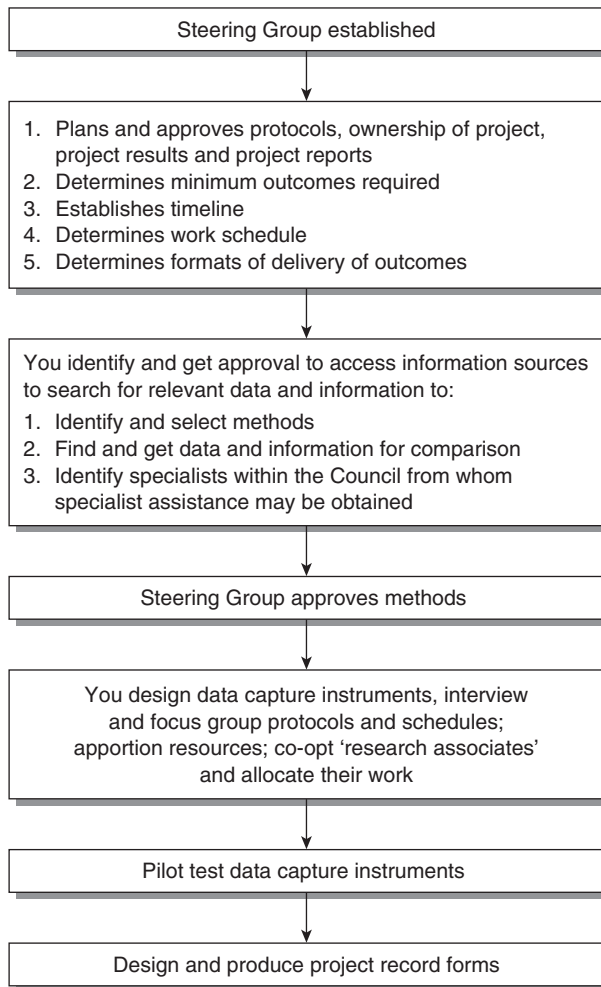 Steering Group established
1. Plans and approves protocols, ownership of project,
project results and project reports
2. Determines minimum outcomes required
3. Establishes timeline
4. Determines work schedule
5. Determines formats of delivery of outcomes
You identify and get approval to access information sources
to search for relevant data and information to:
1. Identify and select methods
2. Find and get data and information for comparison
3. Identify specialists within the Council from whom
specialist assistance may be obtained
Steering Group approves methods
You design data capture instruments, interview
and focus group protocols and schedules;
apportion resources; co-opt ‘research associates’
and allocate their work
Pilot test data capture instruments
Design and produce project record forms